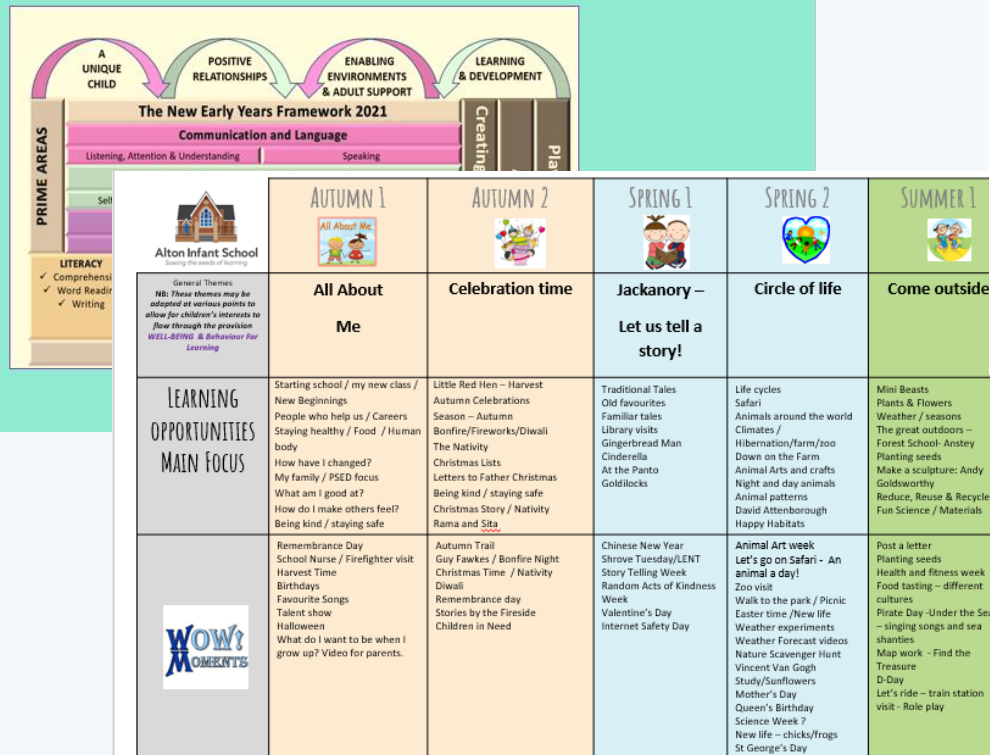 A
UNIQUE
CHILD
POSITIVE
RELATIONSHIPS
ENABLING
ENVIRONMENTS
& ADULT SUPPORT
LEARNING
& DEVELOPMENT
The New Early Years Framework 2021
Communication and Language
Listening, Attention & Understanding
Speaking
PRIME AREAS
Creating
LITERACY
✓ Comprehensi
✓ Word Readin
✓ Writing
Alton Infant School
Sowing the seeds of learning
AUTUMN 1
All About Me
AUTUMN 2
SPRING 1
SPRING 2
SUMMER 1
General Themes
NB: These themes may be
adapted at various points to
allow for children's interests to
flow through the provision
WELL-BEING & Behaviour For
Learning
All About
Me
Celebration time
Jackanory –
Let us tell a
story!
Circle of life
Come outside
LEARNING
OPPORTUNITIES
MAIN FOCUS
Starting school / my new class /
New Beginnings
People who help us / Careers
Staying healthy / Food / Human
body
How have I changed?
My family / PSED focus
What am I good at?
How do I make others feel?
Being kind / staying safe
Little Red Hen – Harvest
Autumn Celebrations
Season – Autumn
Bonfire/Fireworks/Diwali
The Nativity
Christmas Lists
Letters to Father Christmas
Being kind / staying safe
Christmas Story / Nativity
Rama and Sita
Traditional Tales
Old favourites
Familiar tales
Library visits
Gingerbread Man
Cinderella
At the Panto
Goldilocks
Life cycles
Safari
Animals around the world
Climates /
Hibernation/farm/zoo
Down on the Farm
Animal Arts and crafts
Night and day animals
Animal patterns
David Attenborough
Happy Habitats
Mini Beasts
Plants & Flowers
Weather / seasons
The great outdoors –
Forest School- Anstey
Planting seeds
Make a sculpture: Andy
Goldsworthy
Reduce, Reuse & Recycle
Fun Science / Materials
WOW!
MOMENTS
Remembrance Day
School Nurse / Firefighter visit
Harvest Time
Birthdays
Favourite Songs
Talent show
Halloween
What do I want to be when I
grow up? Video for parents.
Autumn Trail
Guy Fawkes / Bonfire Night
Christmas Time / Nativity
Diwali
Remembrance day
Stories by the Fireside
Children in Need
Chinese New Year
Shrove Tuesday/LENT
Story Telling Week
Random Acts of Kindness
Week
Valentine's Day
Internet Safety Day
Animal Art week
Let's go on Safari - An
animal a day!
Zoo visit
Walk to the park / Picnic
Easter time /New life
Weather experiments
Weather Forecast videos
Nature Scavenger Hunt
Vincent Van Gogh
Study/Sunflowers
Mother's Day
Queen's Birthday
Science Week ?
New life – chicks/frogs
St George's Day
Post a letter
Planting seeds
Health and fitness week
Food tasting – different
cultures
Pirate Day -Under the Sea
– singing songs and sea
shanties
Map work - Find the
Treasure
D-Day
Let's ride – train station
visit - Role play